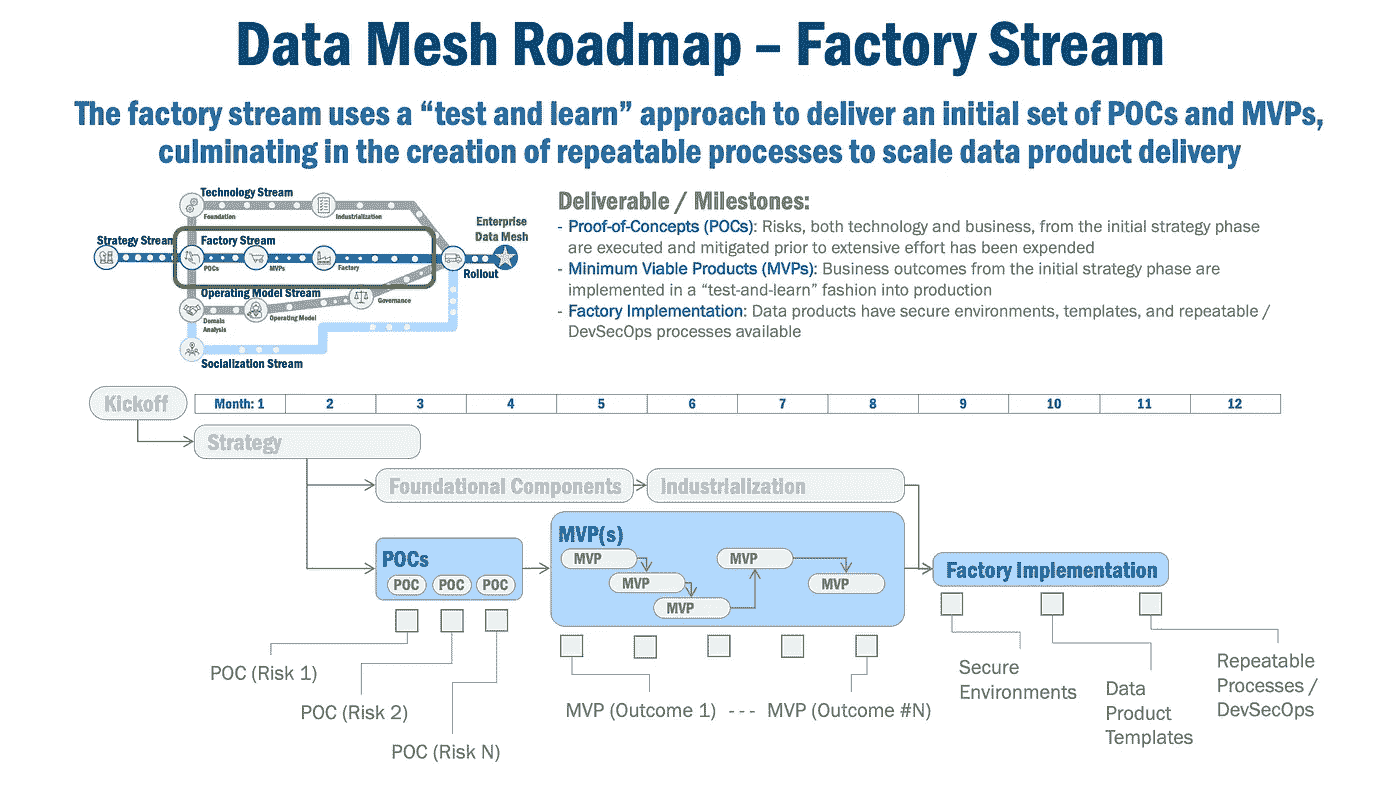 Data Mesh Roadmap – Factory Stream
The factory stream uses a “test and learn” approach to deliver an initial set of POCs and MVPs,
culminating in the creation of repeatable processes to scale data product delivery
Technology Stream
Foundation
Industrialization
Strategy Stream
Factory Stream
POCs
MVPs
Factory
Enterprise
Data Mesh
Rollout
Operating Model Stream
Domain
Analysis
Operating Model
Governance
Socialization Stream
Deliverable / Milestones:
- Proof-of-Concepts (POCs): Risks, both technology and business, from the initial strategy phase
are executed and mitigated prior to extensive effort has been expended
- Minimum Viable Products (MVPs): Business outcomes from the initial strategy phase are
implemented in a “test-and-learn” fashion into production
- Factory Implementation: Data products have secure environments, templates, and repeatable /
DevSecOps processes available
Kickoff
Month: 1 2 3 4 5 6 7 8 9 10 11 12
Strategy
Foundational Components
Industrialization
POCs
POC POC POC
MVP(s)
MVP
MVP
MVP
MVP
MVP
Factory Implementation
POC (Risk 1)
POC (Risk 2)
POC (Risk N)
MVP (Outcome 1) - - - MVP (Outcome #N)
Secure
Environments
Data
Product
Templates
Repeatable
Processes /
DevSecOps